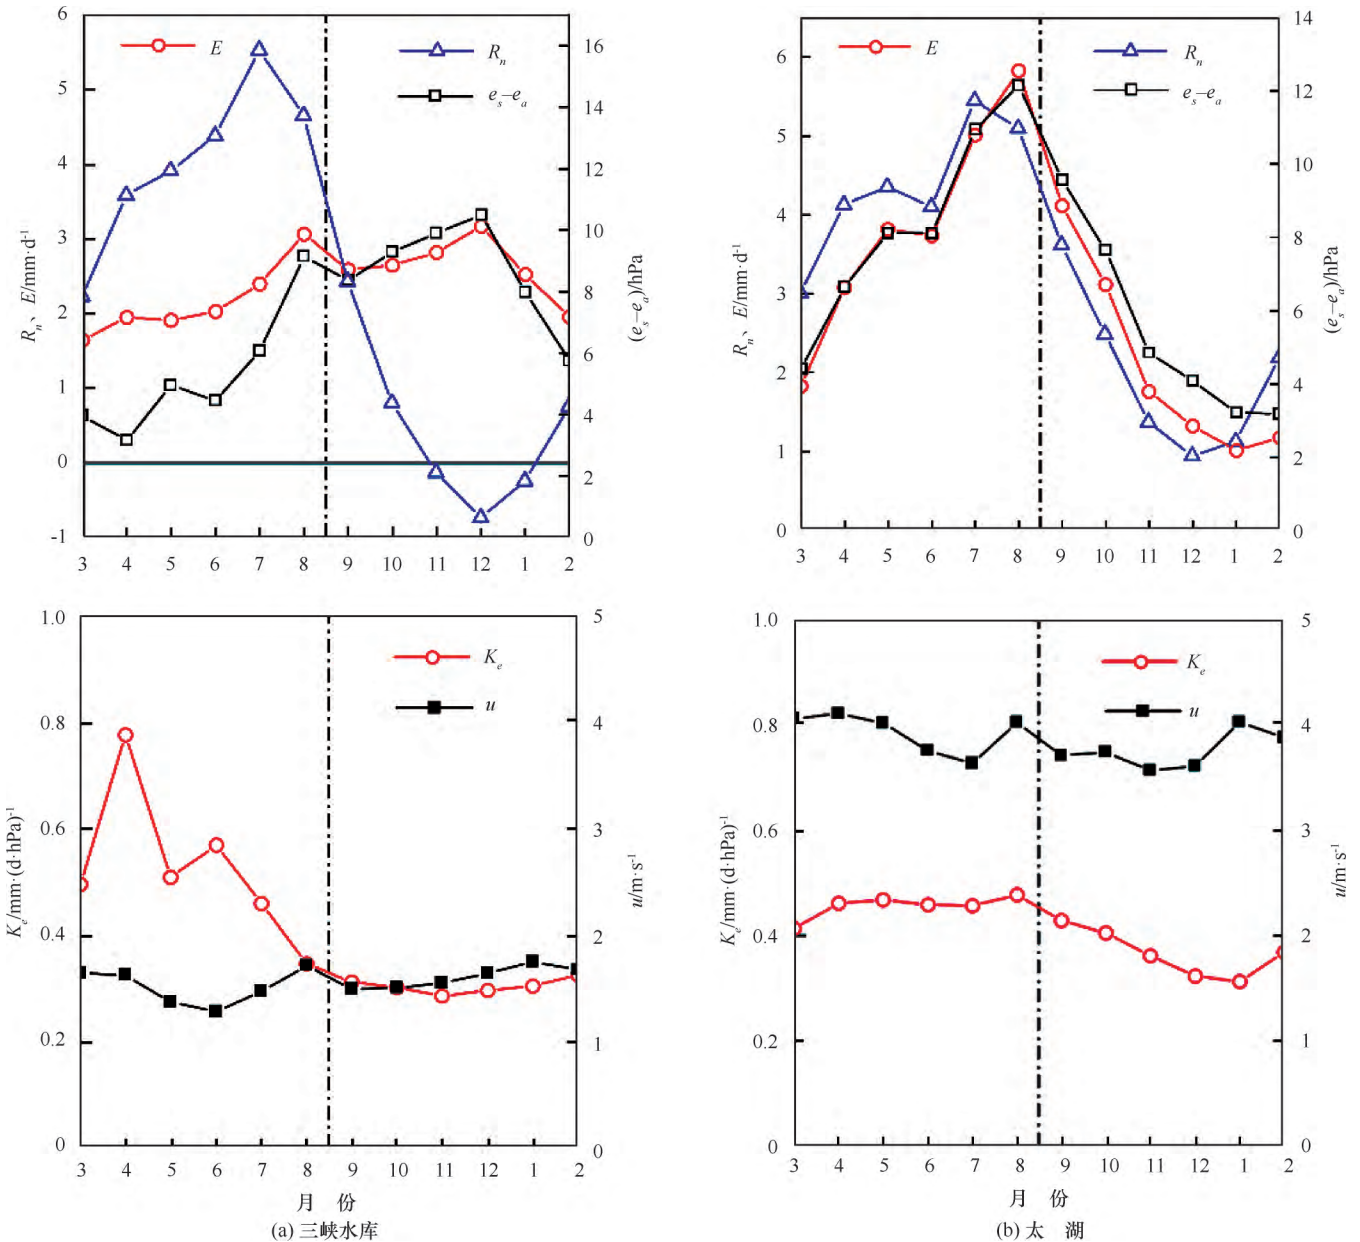 6
5
4
3
2
1
0
-1
R_n、E/mm·d⁻¹
E
R_n
e_s–e_a
16
14
12
10
8
6
4
2
0
(e_s–e_a)/hPa
3 4 5 6 7 8 9 10 11 12 1 2
6
5
4
3
2
1
0
R_n、E/mm·d⁻¹
E
R_n
e_s–e_a
14
12
10
8
6
4
2
0
(e_s–e_a)/hPa
3 4 5 6 7 8 9 10 11 12 1 2
1.0
0.8
0.6
0.4
0.2
0
K_e/mm·(d·hPa)⁻¹
K_e
u
5
4
3
2
1
0
u/m·s⁻¹
3 4 5 6 7 8 9 10 11 12 1 2
月 份
(a) 三峡水库
1.0
0.8
0.6
0.4
0.2
0
K_e/mm·(d·hPa)⁻¹
K_e
u
5
4
3
2
1
0
u/m·s⁻¹
3 4 5 6 7 8 9 10 11 12 1 2
月 份
(b) 太 湖